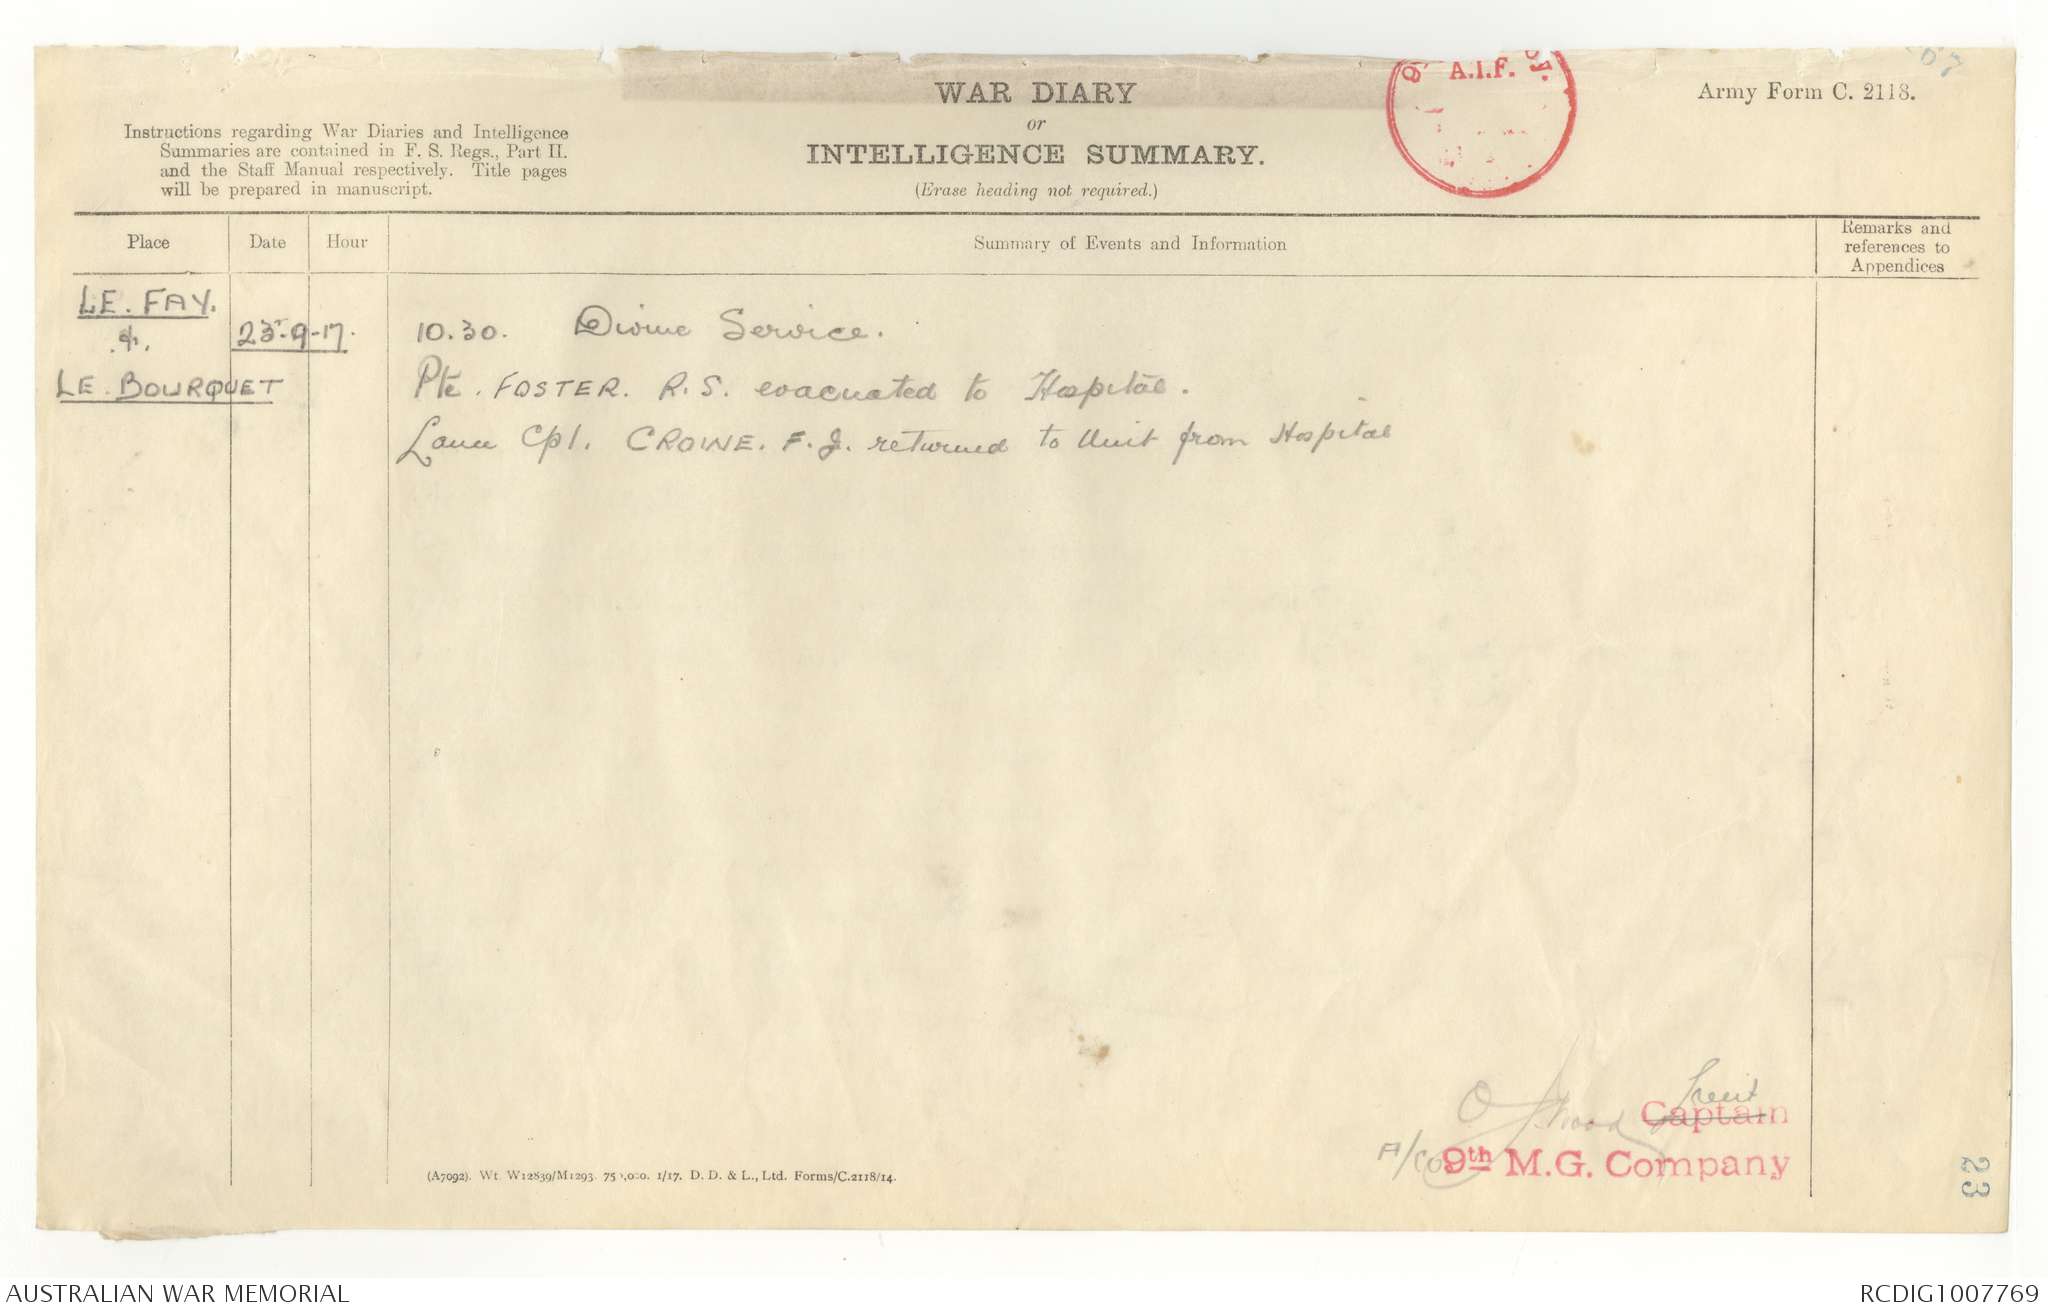 WAR DIARY
or
INTELLIGENCE SUMMARY.
(Erase heading not required.)
Army Form C. 2118.
A.I.F.
Instructions regarding War Diaries and Intelligence
Summaries are contained in F. S. Regs., Part II.
and the Staff Manual respectively. Title pages
will be prepared in manuscript.
Place Date Hour Summary of Events and Information Remarks and references to Appendices
LE. FAY.
&. 23-9-17. 10.30. Divine Service.
LE. BOURQUET Pte. FOSTER. R.S. evacuated to Hospital.
Lance Cpl. CROWE. F.J. returned to Unit from Hospital
Lieut
Captain
A/CO 9th M.G. Company
23
(A7092). Wt. W12839/M1293. 750,000. 1/17. D. D. & L., Ltd. Forms/C.2118/14.
AUSTRALIAN WAR MEMORIAL
RCDIG1007769